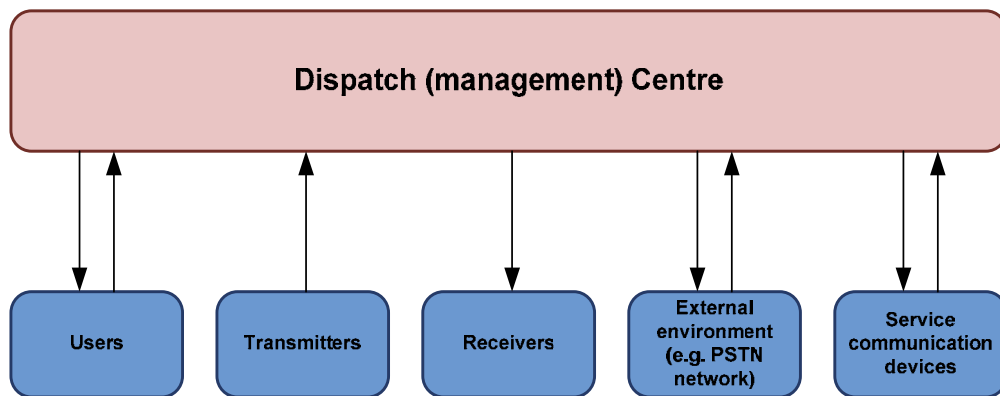 Dispatch (management) Centre
Users
Transmitters
Receivers
External
environment
(e.g. PSTN
network)
Service
communication
devices